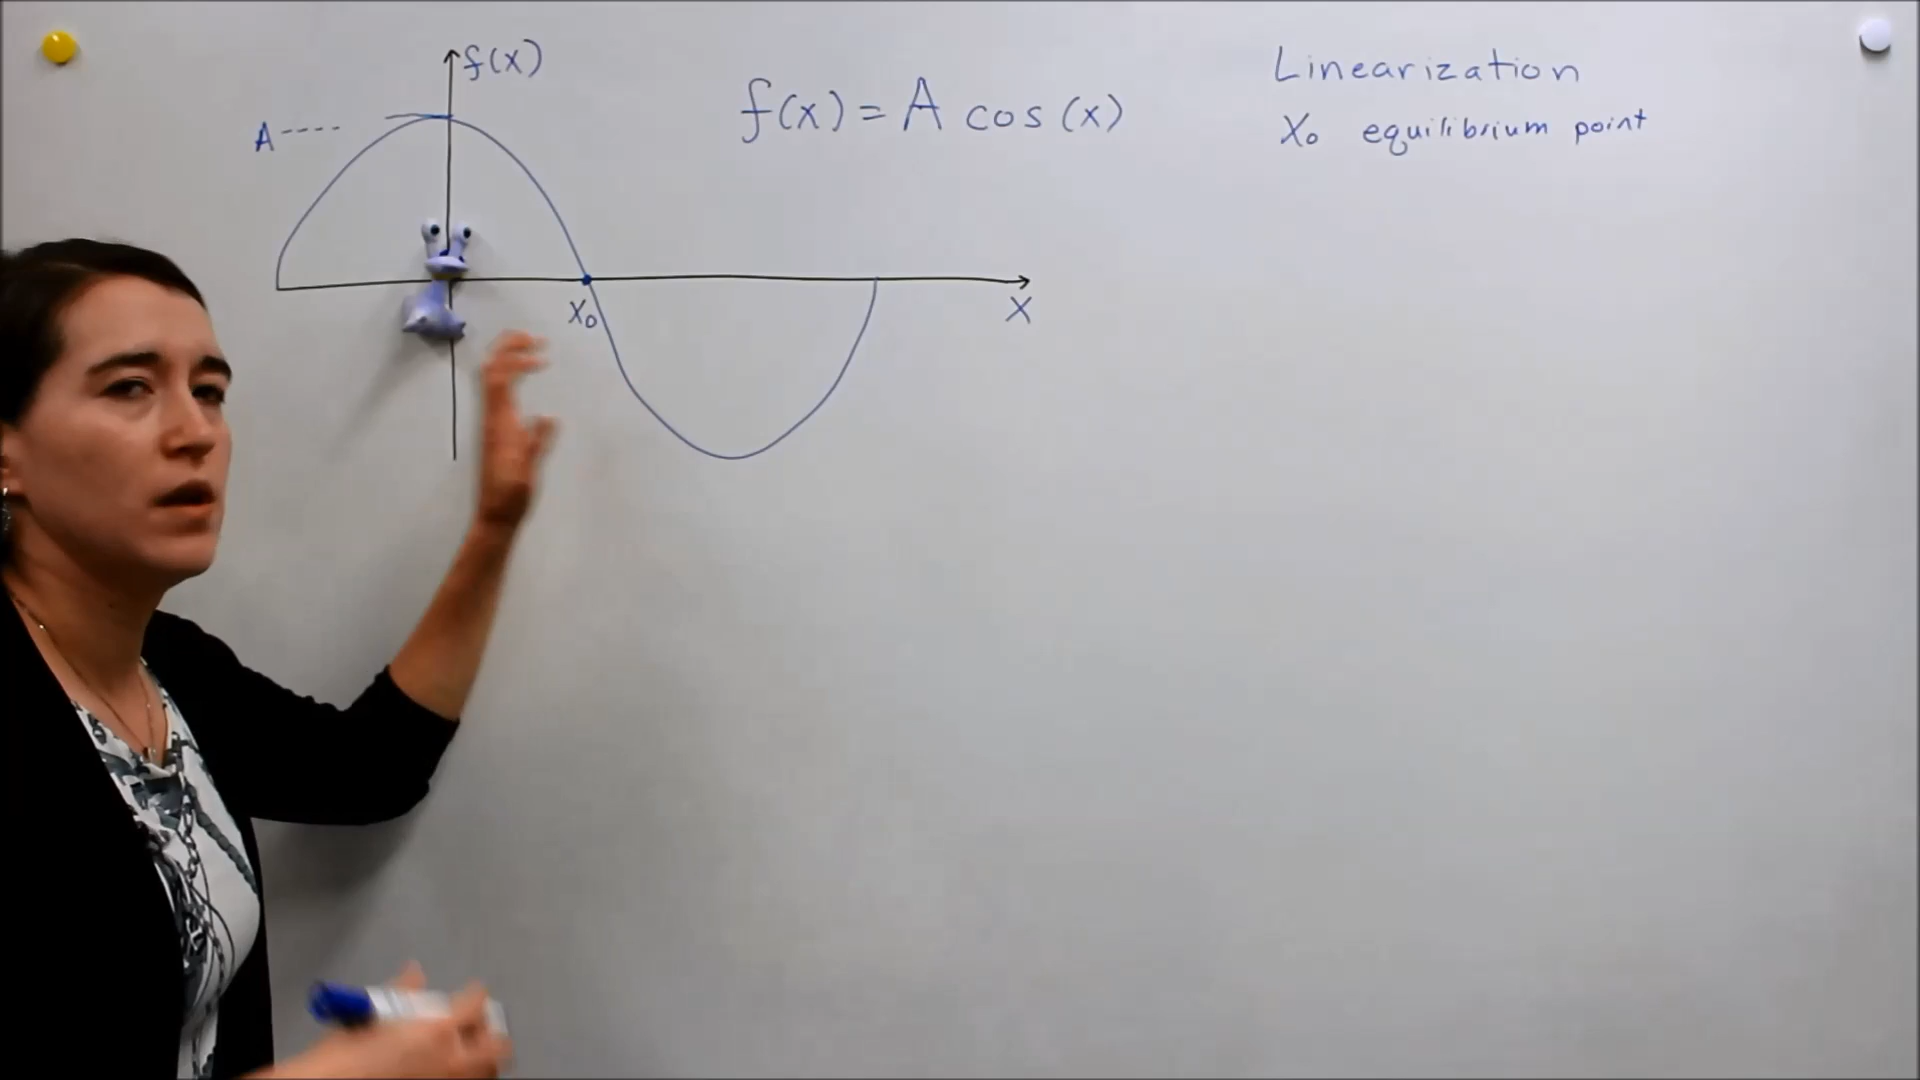 f(x)
A ----
f(x) = A cos(x)
Linearization
X₀ equilibrium point
X₀
X